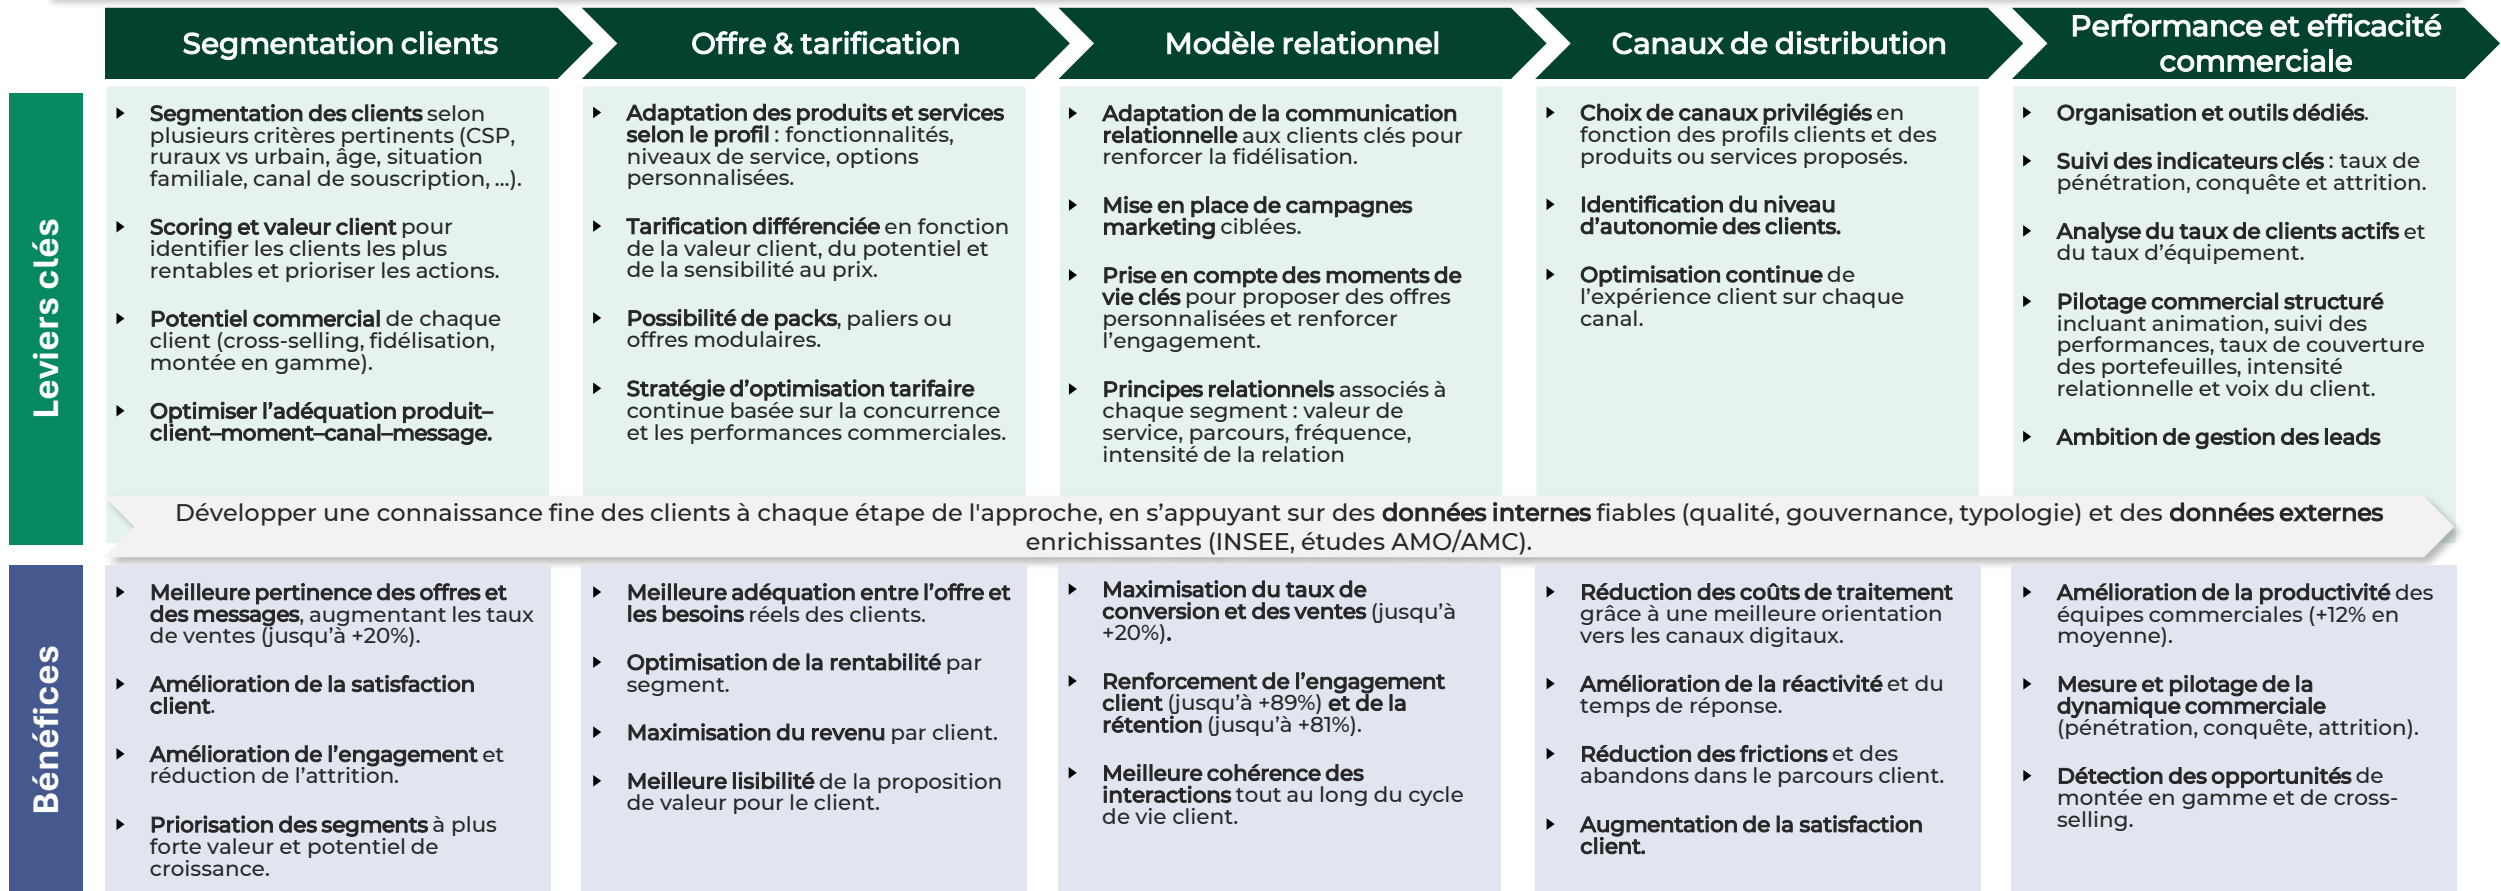 Segmentation clients
Offre & tarification
Modèle relationnel
Canaux de distribution
Performance et efficacité
commerciale
Leviers clés
Segmentation des clients selon
plusieurs critères pertinents (CSP,
ruraux vs urbain, âge, situation
familiale, canal de souscription, ...).
Scoring et valeur client pour
identifier les clients les plus
rentables et prioriser les actions.
Potentiel commercial de chaque
client (cross-selling, fidélisation,
montée en gamme).
Optimiser l’adéquation produit–
client–moment–canal–message.
Adaptation des produits et services
selon le profil : fonctionnalités,
niveaux de service, options
personnalisées.
Tarification différenciée en fonction
de la valeur client, du potentiel et
de la sensibilité au prix.
Possibilité de packs, paliers ou
offres modulaires.
Stratégie d’optimisation tarifaire
continue basée sur la concurrence
et les performances commerciales.
Adaptation de la communication
relationnelle aux clients clés pour
renforcer la fidélisation.
Mise en place de campagnes
marketing ciblées.
Prise en compte des moments de
vie clés pour proposer des offres
personnalisées et renforcer
l’engagement.
Principes relationnels associés à
chaque segment : valeur de
service, parcours, fréquence,
intensité de la relation
Choix de canaux privilégiés en
fonction des profils clients et des
produits ou services proposés.
Identification du niveau
d’autonomie des clients.
Optimisation continue de
l’expérience client sur chaque
canal.
Organisation et outils dédiés.
Suivi des indicateurs clés : taux de
pénétration, conquête et attrition.
Analyse du taux de clients actifs et
du taux d’équipement.
Pilotage commercial structuré
incluant animation, suivi des
performances, taux de couverture
des portefeuilles, intensité
relationnelle et voix du client.
Ambition de gestion des leads
Développer une connaissance fine des clients à chaque étape de l'approche, en s’appuyant sur des données internes fiables (qualité, gouvernance, typologie) et des données externes
enrichissantes (INSEE, études AMO/AMC).
Bénéfices
Meilleure pertinence des offres et
des messages, augmentant les taux
de ventes (jusqu’à +20%).
Amélioration de la satisfaction
client.
Amélioration de l’engagement et
réduction de l’attrition.
Priorisation des segments à plus
forte valeur et potentiel de
croissance.
Meilleure adéquation entre l’offre et
les besoins réels des clients.
Optimisation de la rentabilité par
segment.
Maximisation du revenu par client.
Meilleure lisibilité de la proposition
de valeur pour le client.
Maximisation du taux de
conversion et des ventes (jusqu’à
+20%).
Renforcement de l’engagement
client (jusqu’à +89%) et de la
rétention (jusqu’à +81%).
Meilleure cohérence des
interactions tout au long du cycle
de vie client.
Réduction des coûts de traitement
grâce à une meilleure orientation
vers les canaux digitaux.
Amélioration de la réactivité et du
temps de réponse.
Réduction des frictions et des
abandons dans le parcours client.
Augmentation de la satisfaction
client.
Amélioration de la productivité des
équipes commerciales (+12% en
moyenne).
Mesure et pilotage de la
dynamique commerciale
(pénétration, conquête, attrition).
Détection des opportunités de
montée en gamme et de cross-
selling.